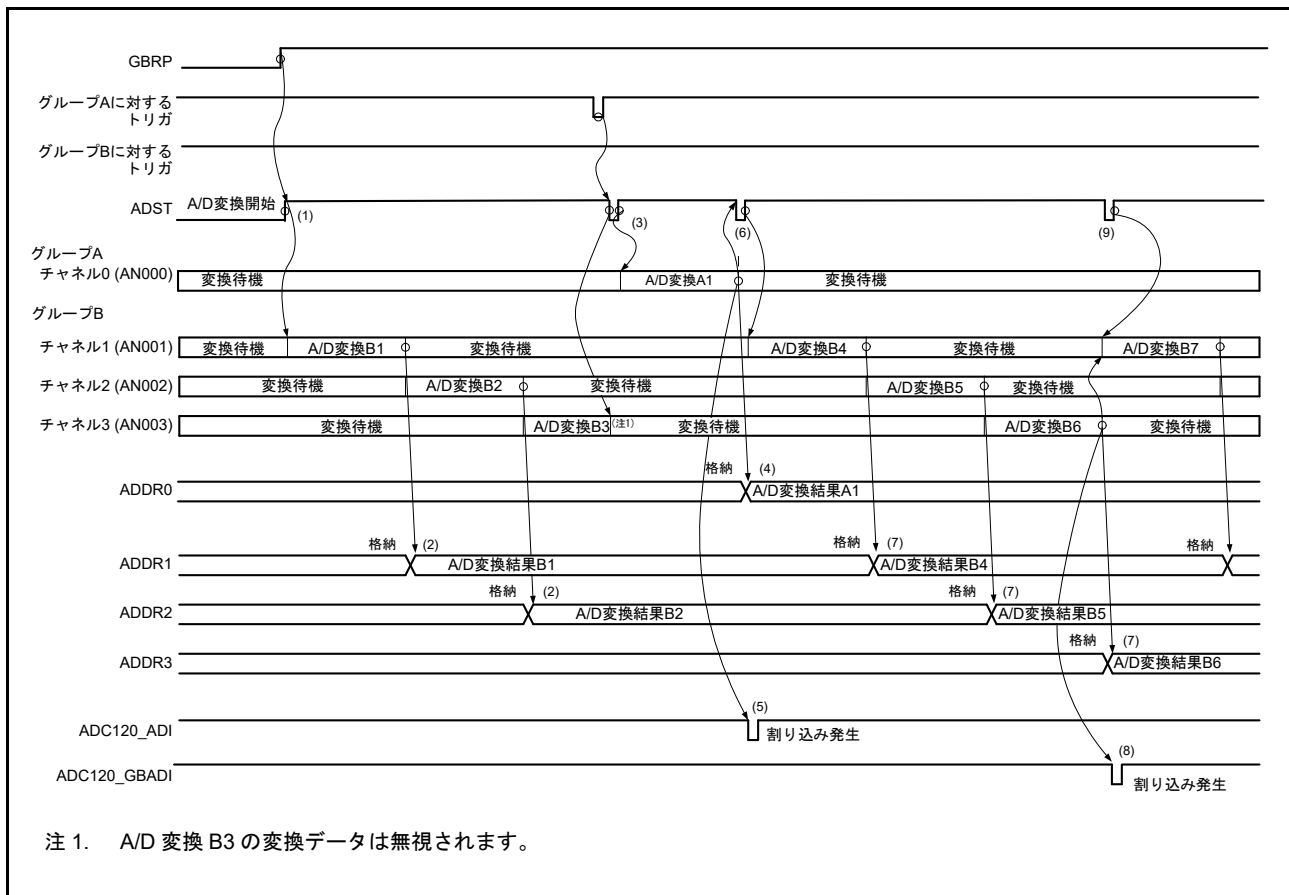 GBRP
グループAに対する
トリガ
グループBに対する
トリガ
ADST A/D変換開始 (1) (3) (6) (9)
グループA
チャネル0 (AN000) 変換待機 A/D変換A1 変換待機
グループB
チャネル1 (AN001) 変換待機 A/D変換B1 変換待機 A/D変換B4 変換待機 A/D変換B7
チャネル2 (AN002) 変換待機 A/D変換B2 変換待機 A/D変換B5 変換待機
チャネル3 (AN003) 変換待機 A/D変換B3 (注1) 変換待機 A/D変換B6 変換待機
格納 (4)
ADDR0 A/D変換結果A1
格納 (2) 格納 (7) 格納
ADDR1 A/D変換結果B1 A/D変換結果B4
格納 (2) 格納 (7)
ADDR2 A/D変換結果B2 A/D変換結果B5
格納 (7)
ADDR3 A/D変換結果B6
(5)
ADC120_ADI 割り込み発生
(8)
ADC120_GBADI 割り込み発生
注 1. A/D 変換 B3 の変換データは無視されます。